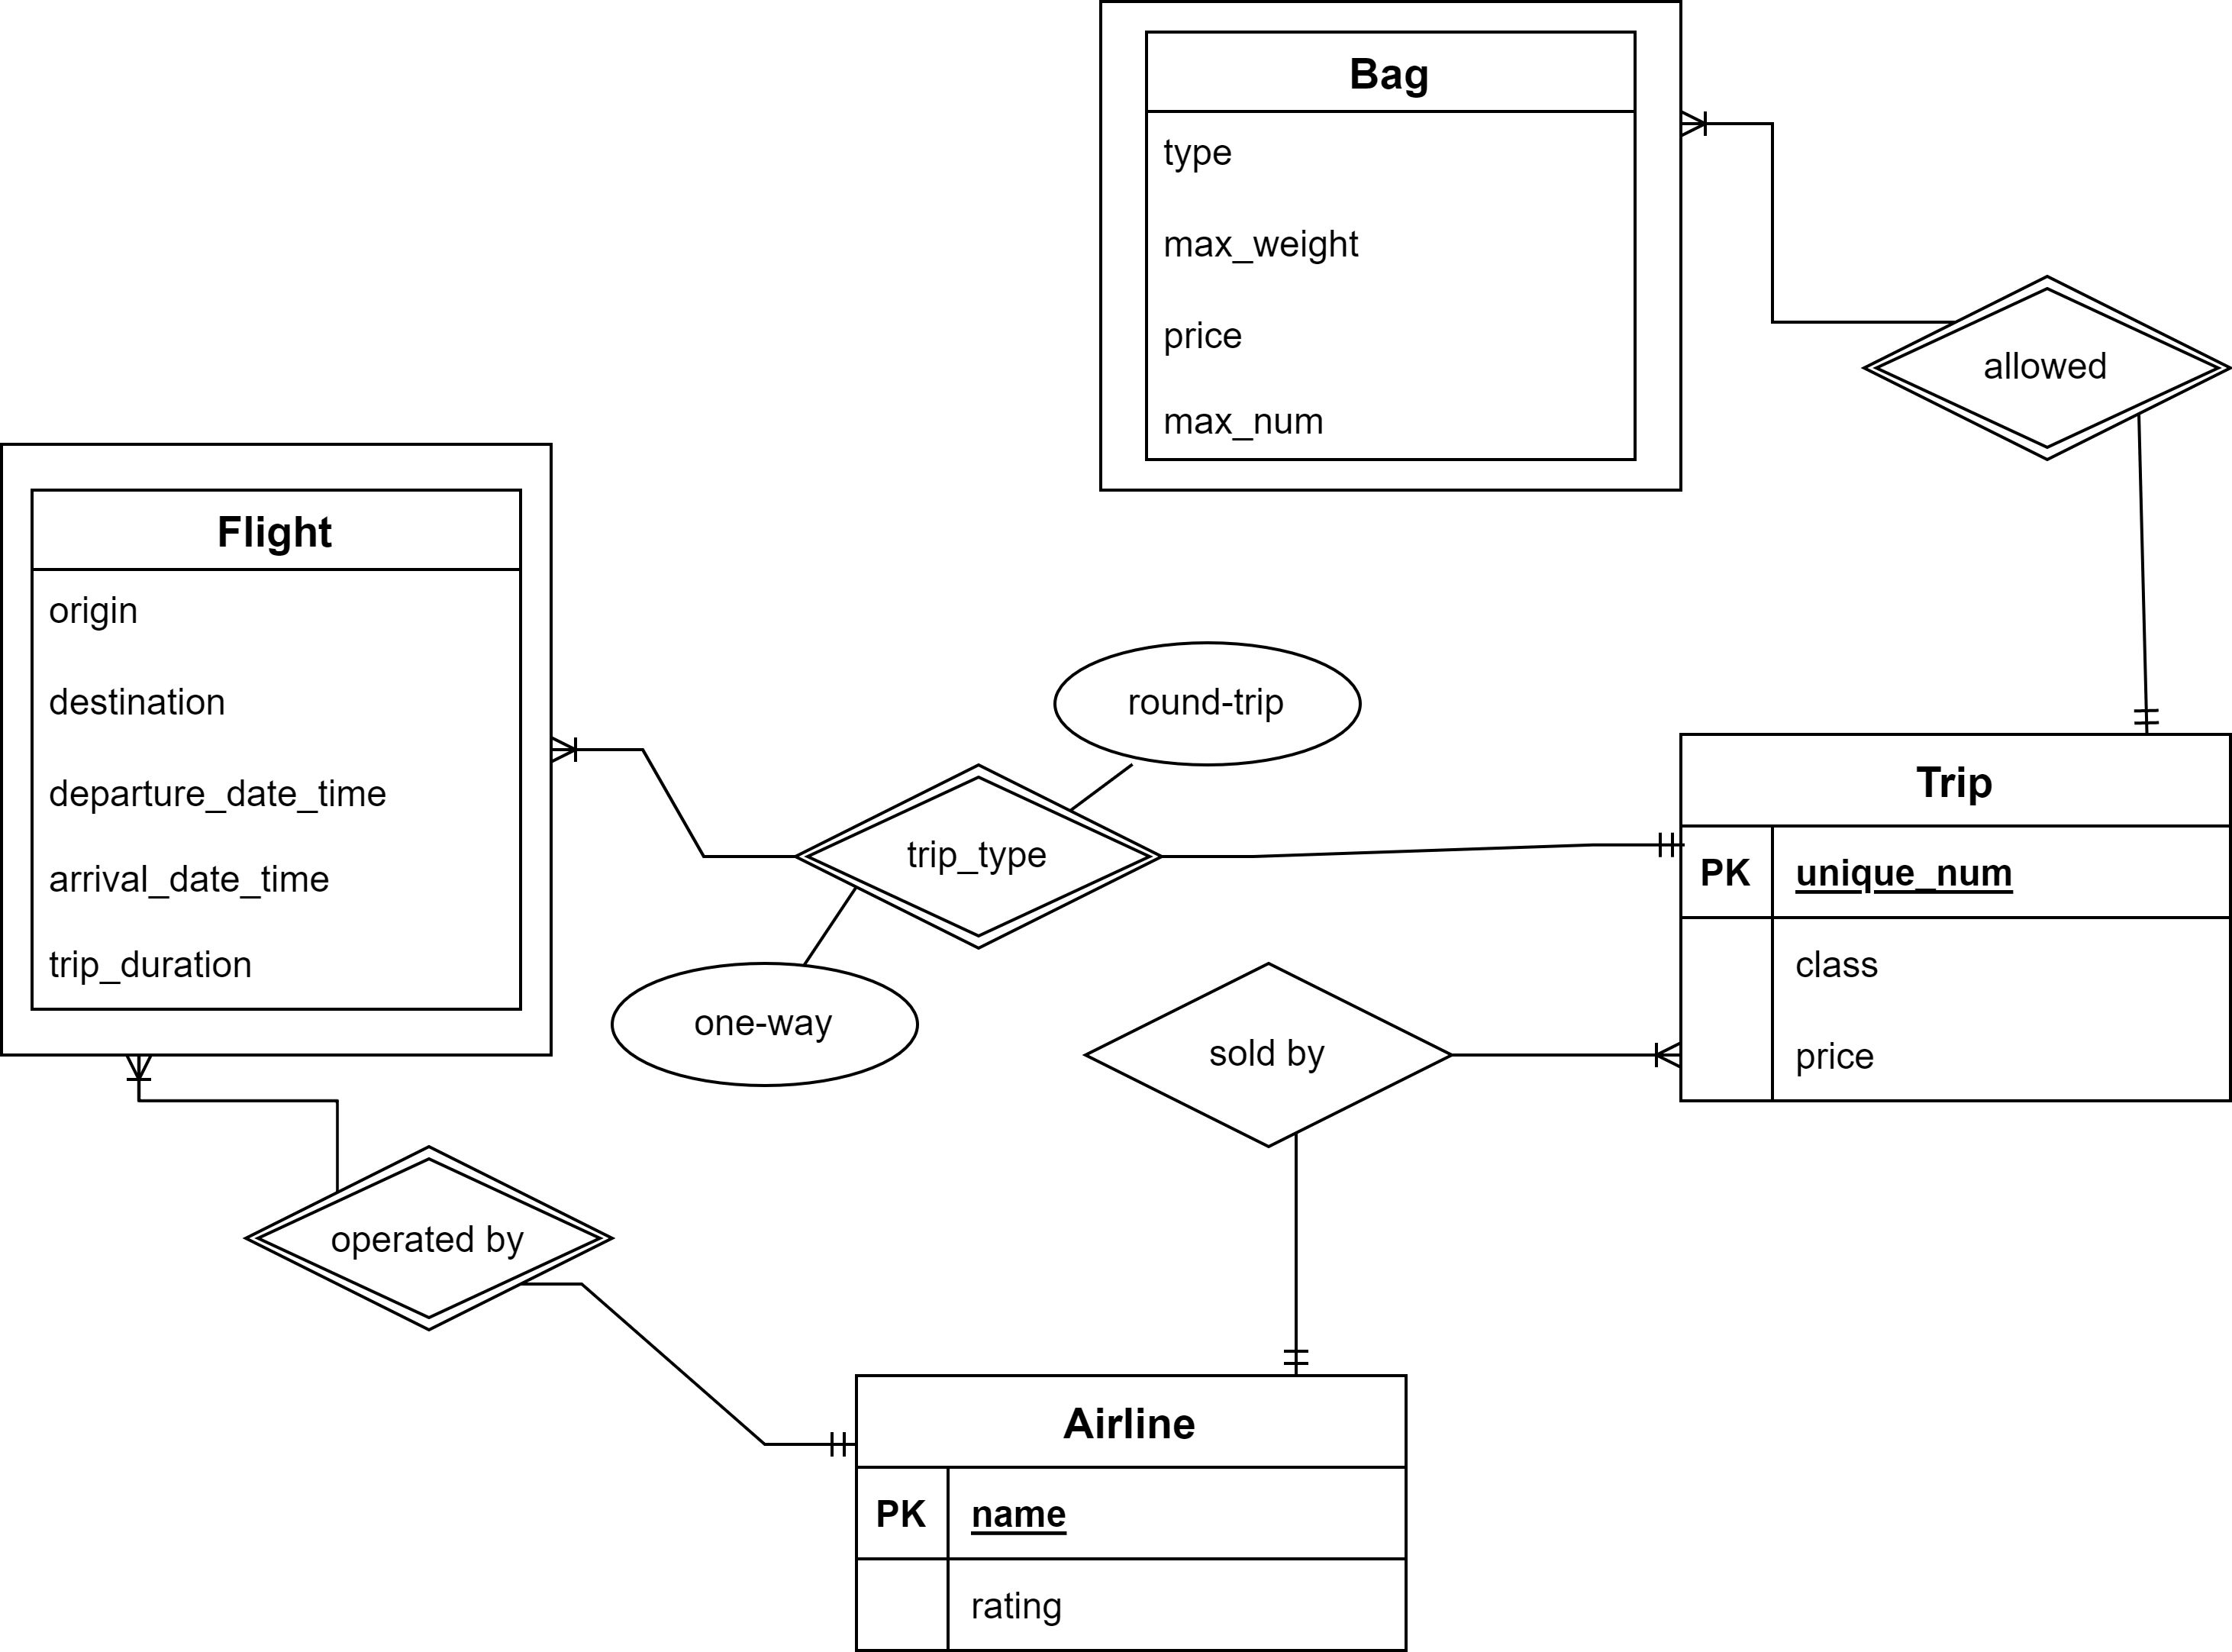 Bag
type
max_weight
price
max_num
allowed
Flight
origin
destination
departure_date_time
arrival_date_time
trip_duration
round-trip
trip_type
one-way
Trip
PK unique_num
class
price
sold by
operated by
Airline
PK name
rating